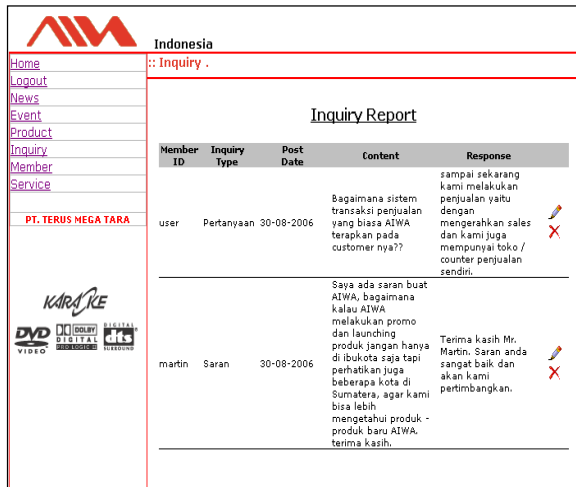 AIWA
Indonesia
Home
Logout
News
Event
Product
Inquiry
Member
Service
PT. TERUS MEGA TARA
KARAOKE
DVD
VIDEO
DOLBY
DIGITAL
PRO LOGIC II
DIGITAL
dts
SURROUND
:: Inquiry .
Inquiry Report
Member ID Inquiry Type Post Date Content Response
user Pertanyaan 30-08-2006
Bagaimana sistem
transaksi penjualan
yang biasa AIWA
terapkan pada
customer nya??
sampai sekarang
kami melakukan
penjualan yaitu
dengan
mengerahkan sales
dan kami juga
mempunyai toko /
counter penjualan
sendiri.
martin Saran 30-08-2006
Saya ada saran buat
AIWA, bagaimana
kalau AIWA
melakukan promo
dan launching
produk jangan hanya
di ibukota saja tapi
perhatikan juga
beberapa kota di
Sumatera, agar kami
bisa lebih
mengetahui produk -
produk baru AIWA.
terima kasih.
Terima kasih Mr.
Martin. Saran anda
sangat baik dan
akan kami
pertimbangkan.